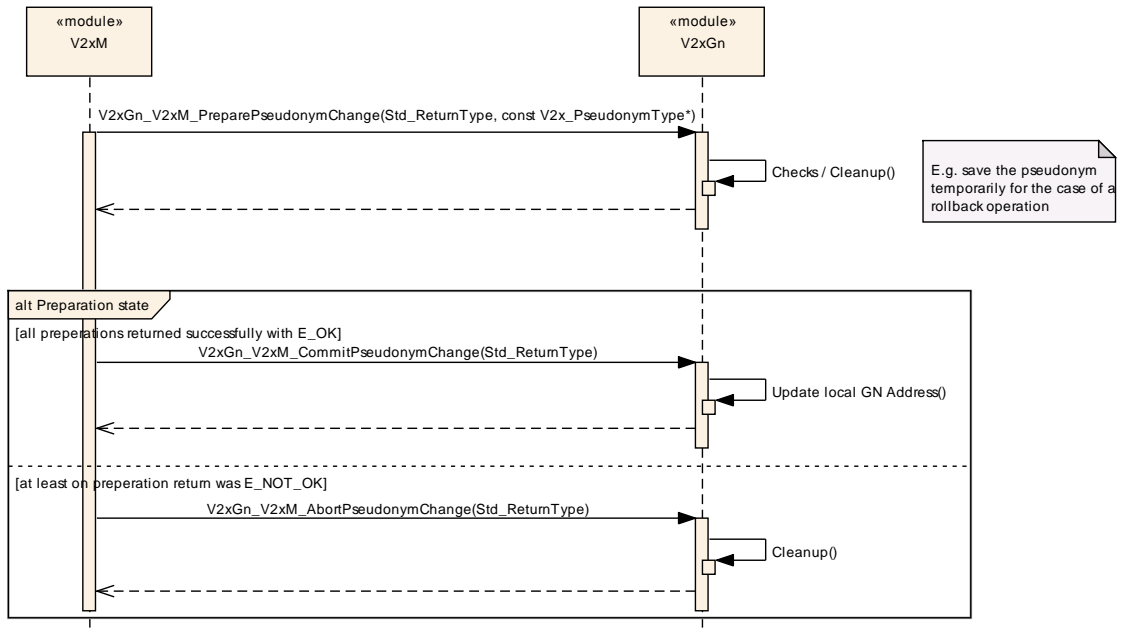 «module»
V2xM
«module»
V2xGn
V2xGn_V2xM_PreparePseudonymChange(Std_ReturnType, const V2x_PseudonymType*)
Checks / Cleanup()
E.g. save the pseudonym
temporarily for the case of a
rollback operation
alt Preparation state
[all preperations returned successfully with E_OK]
V2xGn_V2xM_CommitPseudonymChange(Std_ReturnType)
Update local GN Address()
[at least on preperation return was E_NOT_OK]
V2xGn_V2xM_AbortPseudonymChange(Std_ReturnType)
Cleanup()